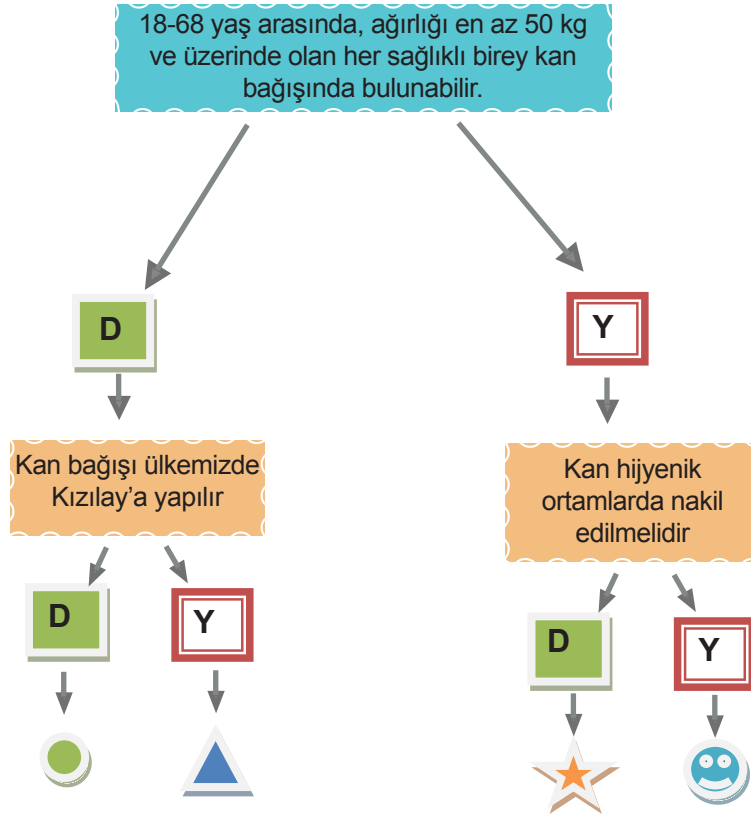 18-68 yaş arasında, ağırlığı en az 50 kg
ve üzerinde olan her sağlıklı birey kan
bağışında bulunabilir.
D
Y
Kan bağışı ülkemizde
Kızılay’a yapılır
Kan hijyenik
ortamlarda nakil
edilmelidir
D
Y
D
Y